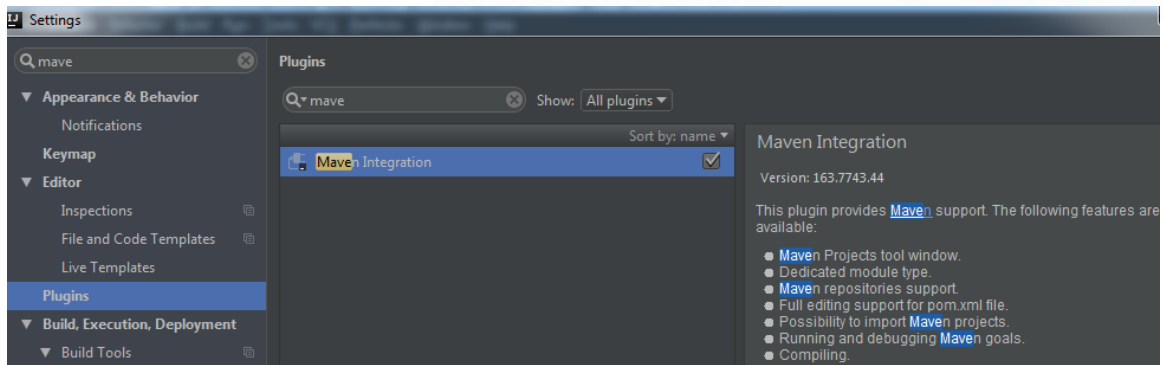 Settings
mave
Appearance & Behavior
Notifications
Keymap
Editor
Inspections
File and Code Templates
Live Templates
Plugins
Build, Execution, Deployment
Build Tools
Plugins
mave
Show: All plugins
Sort by: name
Maven Integration
Maven Integration
Version: 163.7743.44
This plugin provides Maven support. The following features are
available:
Maven Projects tool window.
Dedicated module type.
Maven repositories support.
Full editing support for pom.xml file.
Possibility to import Maven projects.
Running and debugging Maven goals.
Compiling.